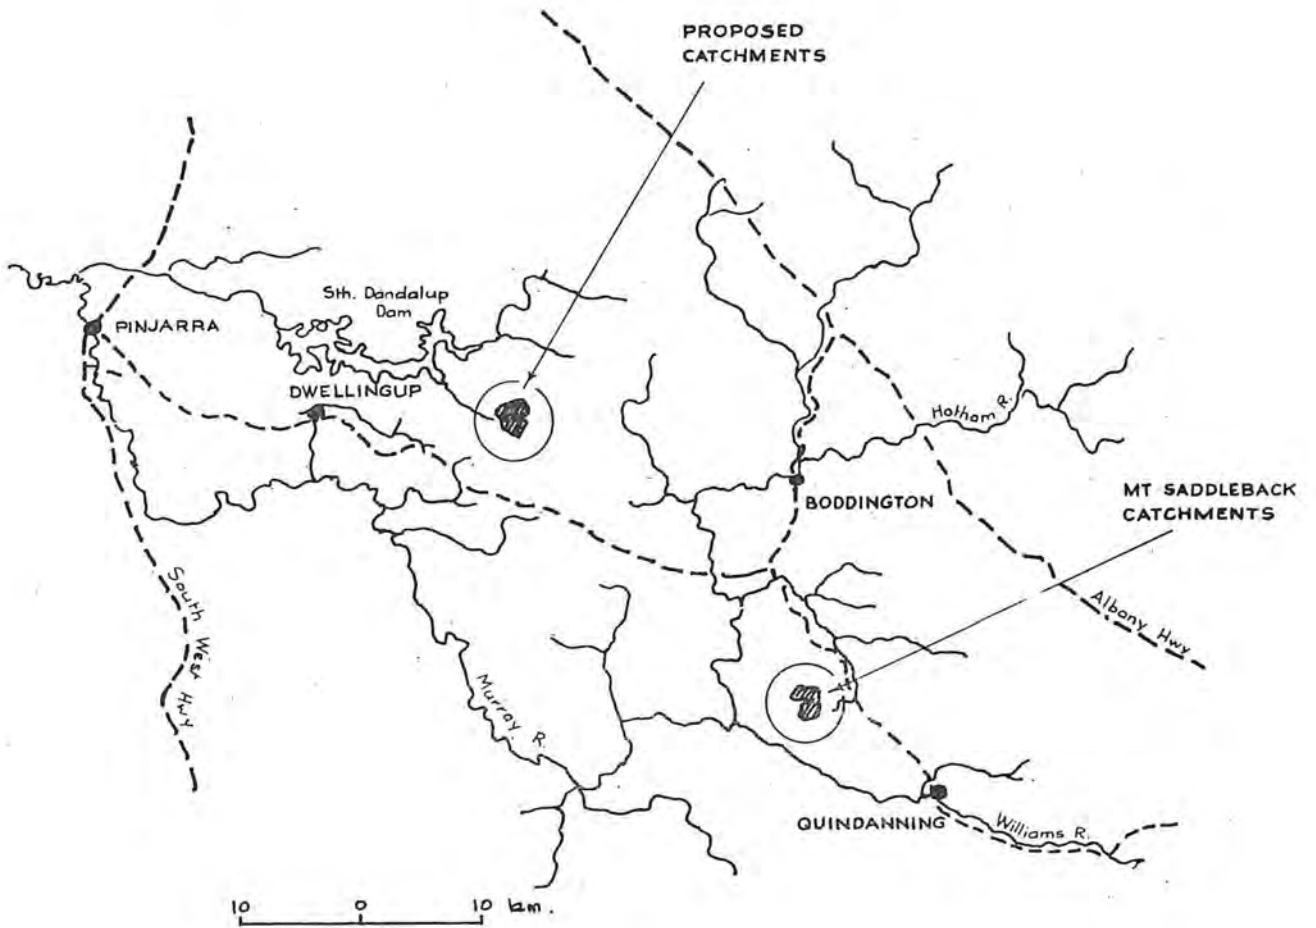 PROPOSED
CATCHMENTS
Sth. Dandalup
Dam
PINJARRA
DWELLINGUP
Hotham R.
BODDINGTON
MT SADDLEBACK
CATCHMENTS
South West Hwy
Albany Hwy
Murray R.
QUINDANNING
Williams R.
10 0 10 km.